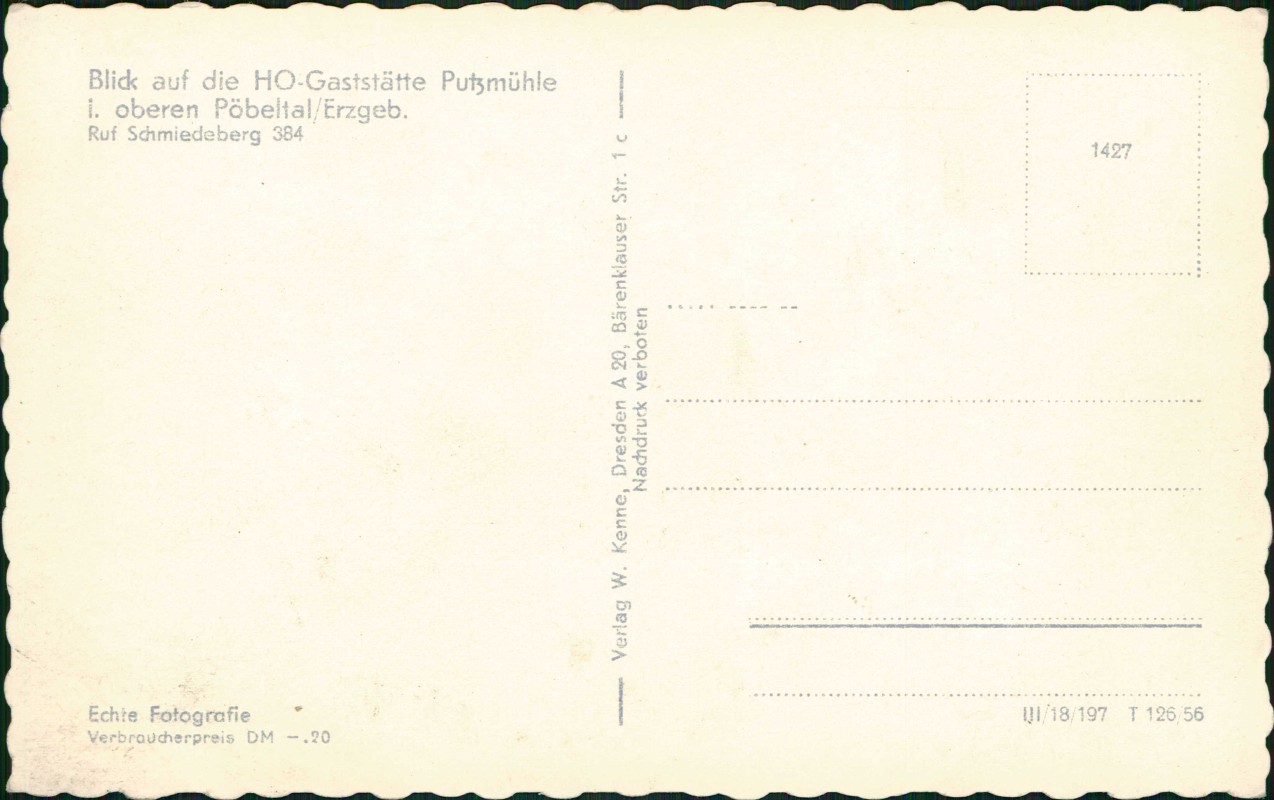 Blick auf die HO-Gaststätte Putzmühle
i. oberen Pöbeltal/Erzgeb.
Ruf Schmiedeberg 384
1427
Verlag W. Kenne, Dresden A 20, Bärenklauser Str. 1 c
Nachdruck verboten
Echte Fotografie
Verbraucherpreis DM –.20
III/18/197 T 126/56